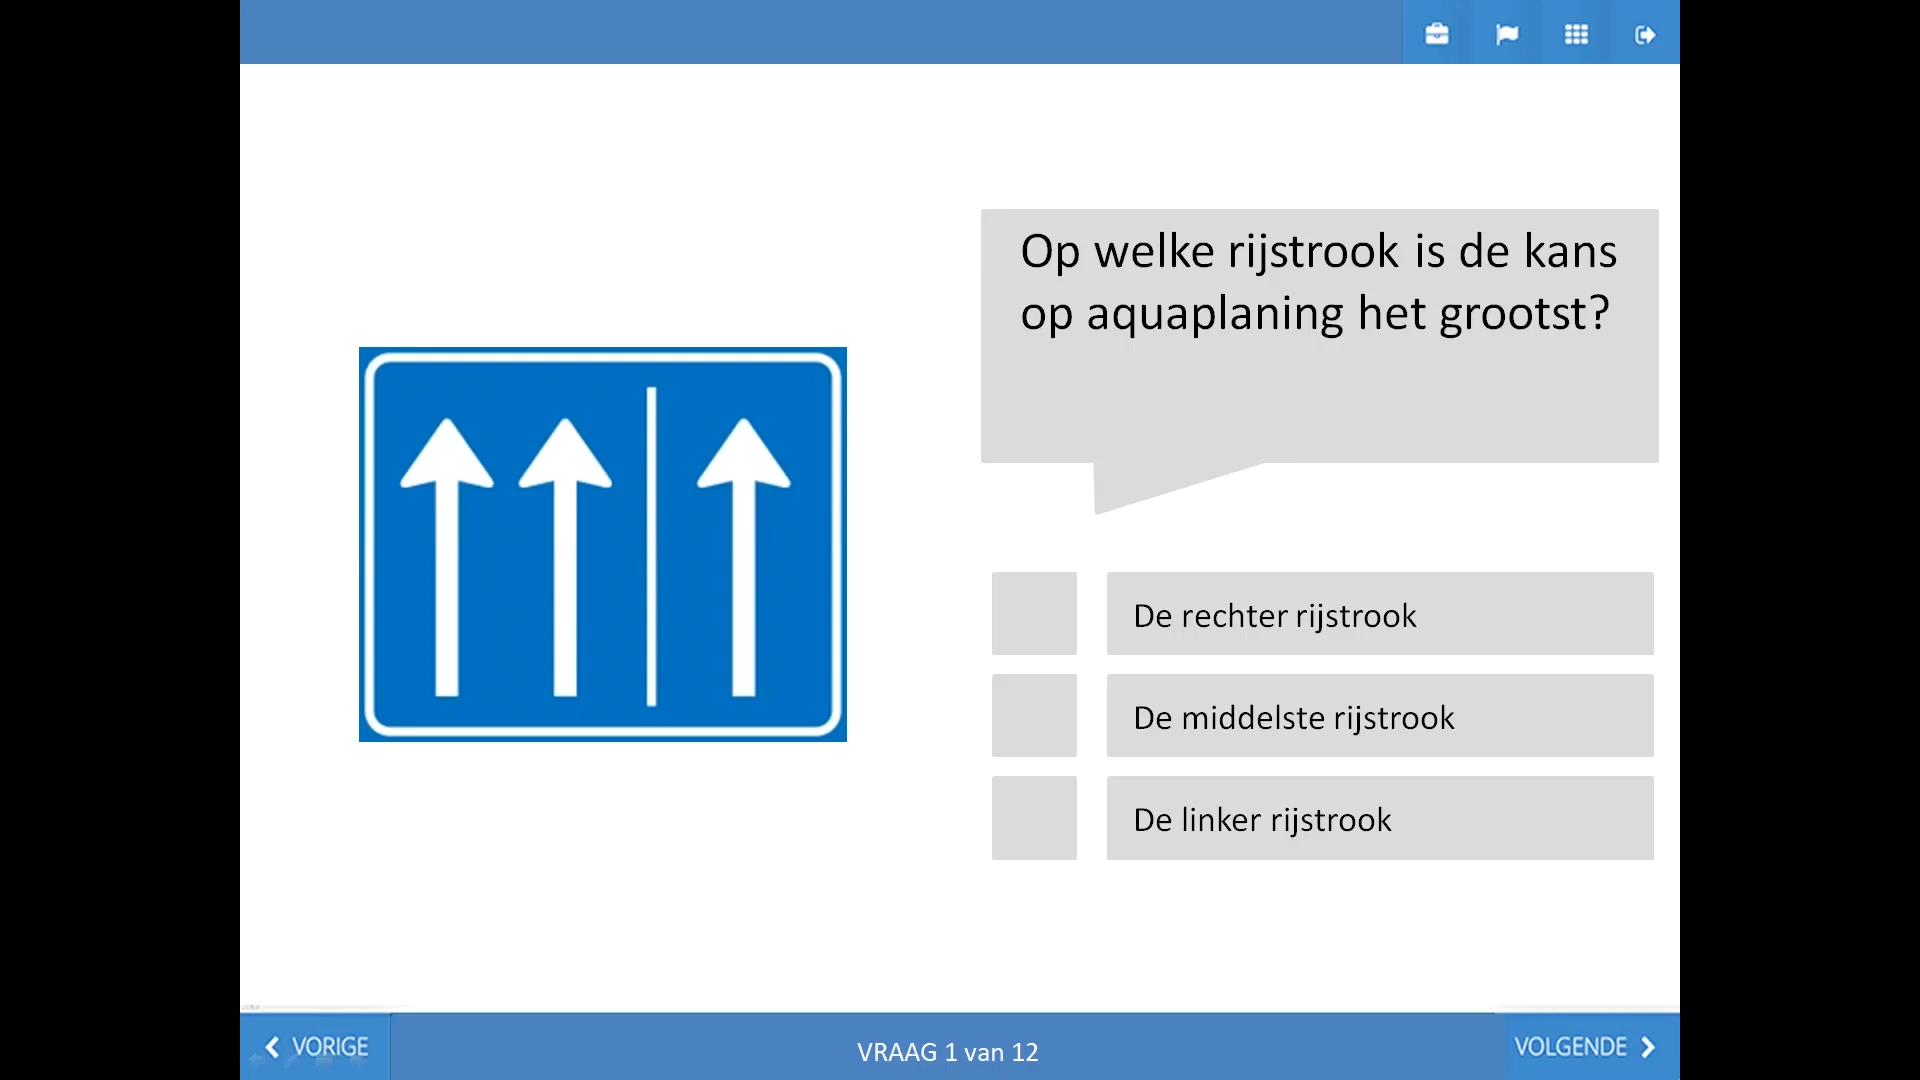 Op welke rijstrook is de kans
op aquaplaning het grootst?
De rechter rijstrook
De middelste rijstrook
De linker rijstrook
VORIGE
VRAAG 1 van 12
VOLGENDE